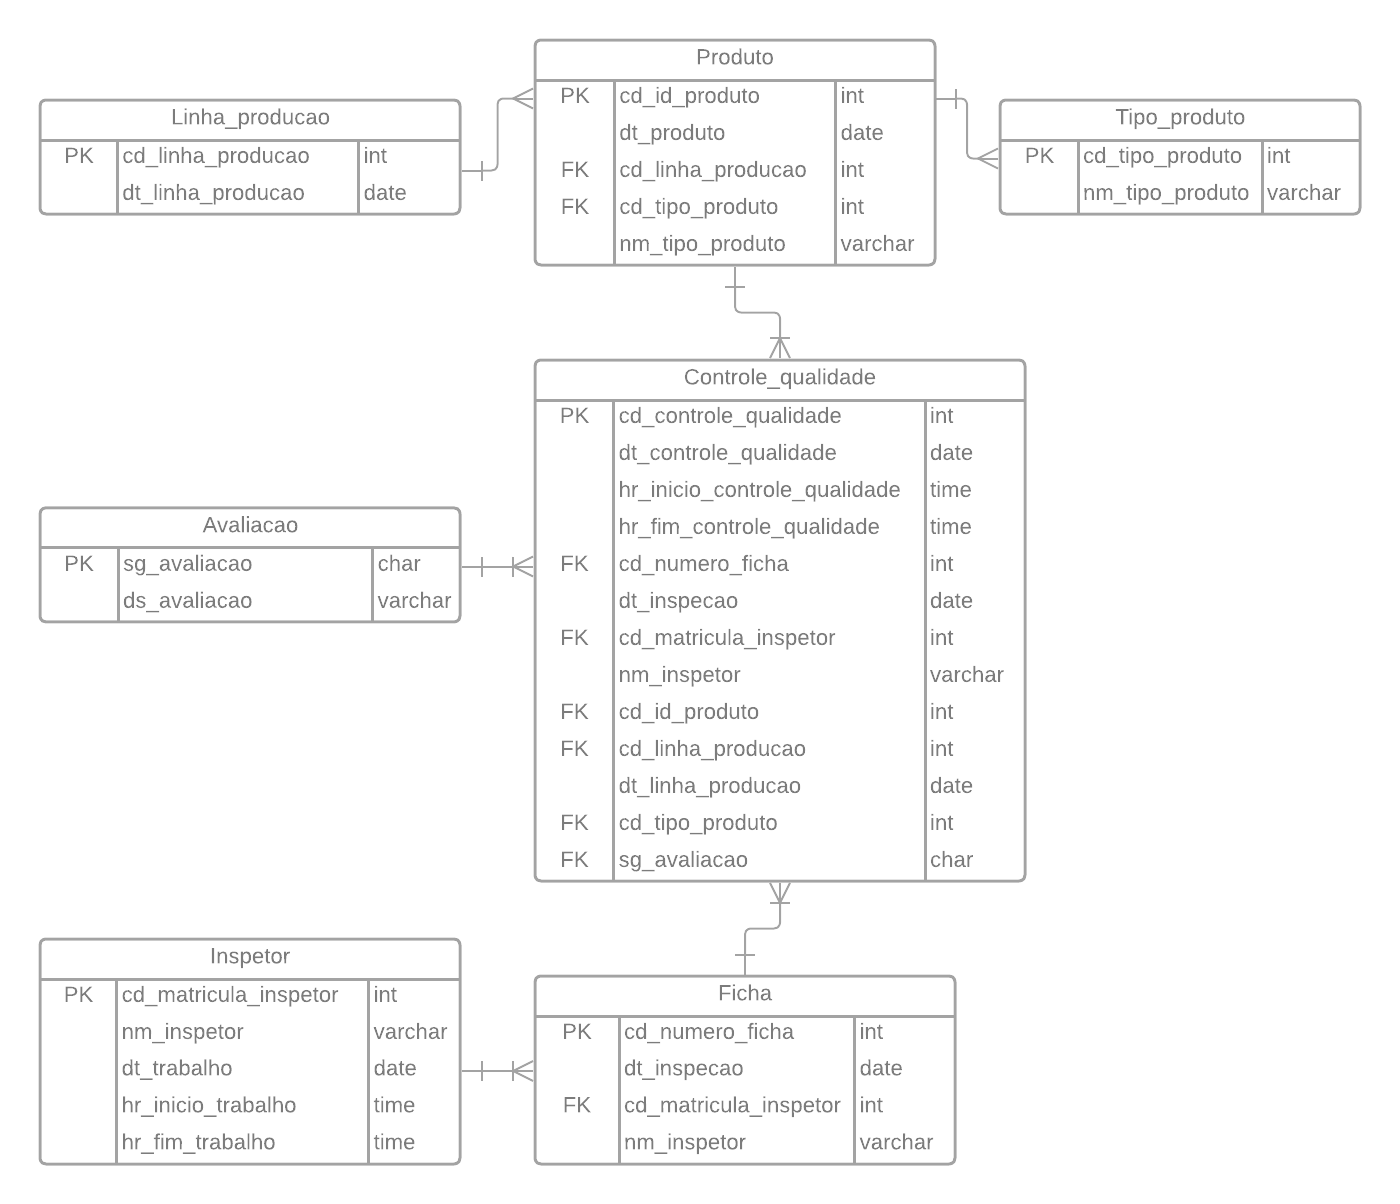 Produto
PK cd_id_produto int
dt_produto date
FK cd_linha_producao int
FK cd_tipo_produto int
nm_tipo_produto varchar
Linha_producao
PK cd_linha_producao int
dt_linha_producao date
Tipo_produto
PK cd_tipo_produto int
nm_tipo_produto varchar
Controle_qualidade
PK cd_controle_qualidade int
dt_controle_qualidade date
hr_inicio_controle_qualidade time
hr_fim_controle_qualidade time
FK cd_numero_ficha int
dt_inspecao date
FK cd_matricula_inspetor int
nm_inspetor varchar
FK cd_id_produto int
FK cd_linha_producao int
dt_linha_producao date
FK cd_tipo_produto int
FK sg_avaliacao char
Avaliacao
PK sg_avaliacao char
ds_avaliacao varchar
Inspetor
PK cd_matricula_inspetor int
nm_inspetor varchar
dt_trabalho date
hr_inicio_trabalho time
hr_fim_trabalho time
Ficha
PK cd_numero_ficha int
dt_inspecao date
FK cd_matricula_inspetor int
nm_inspetor varchar